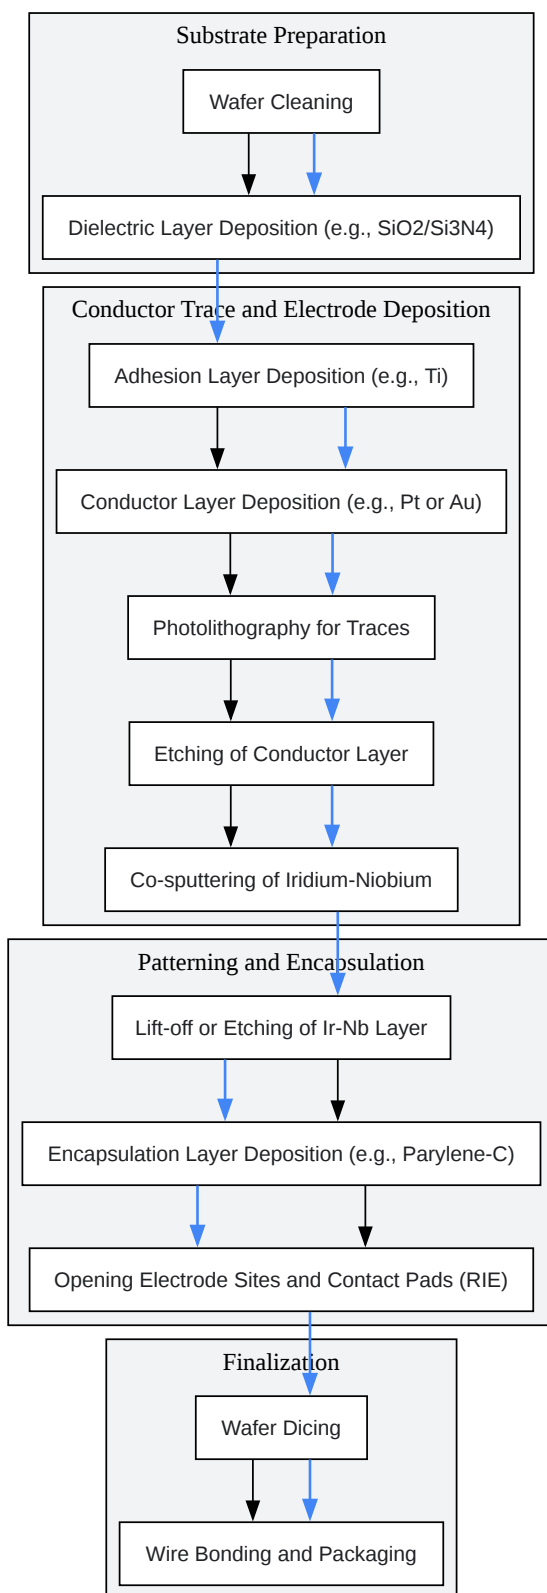 Substrate Preparation
Wafer Cleaning
Dielectric Layer Deposition (e.g., SiO2/Si3N4)
Conductor Trace and Electrode Deposition
Adhesion Layer Deposition (e.g., Ti)
Conductor Layer Deposition (e.g., Pt or Au)
Photolithography for Traces
Etching of Conductor Layer
Co-sputtering of Iridium-Niobium
Patterning and Encapsulation
Lift-off or Etching of Ir-Nb Layer
Encapsulation Layer Deposition (e.g., Parylene-C)
Opening Electrode Sites and Contact Pads (RIE)
Finalization
Wafer Dicing
Wire Bonding and Packaging